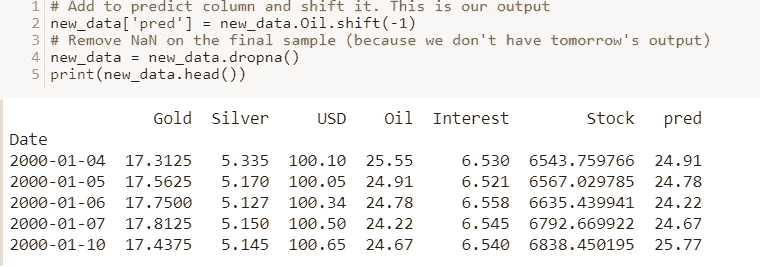 1 # Add to predict column and shift it. This is our output
2 new_data['pred'] = new_data.Oil.shift(-1)
3 # Remove NaN on the final sample (because we don't have tomorrow's output)
4 new_data = new_data.dropna()
5 print(new_data.head())
Gold Silver USD Oil Interest Stock pred
Date
2000-01-04 17.3125 5.335 100.10 25.55 6.530 6543.759766 24.91
2000-01-05 17.5625 5.170 100.05 24.91 6.521 6567.029785 24.78
2000-01-06 17.7500 5.127 100.34 24.78 6.558 6635.439941 24.22
2000-01-07 17.8125 5.150 100.50 24.22 6.545 6792.669922 24.67
2000-01-10 17.4375 5.145 100.65 24.67 6.540 6838.450195 25.77